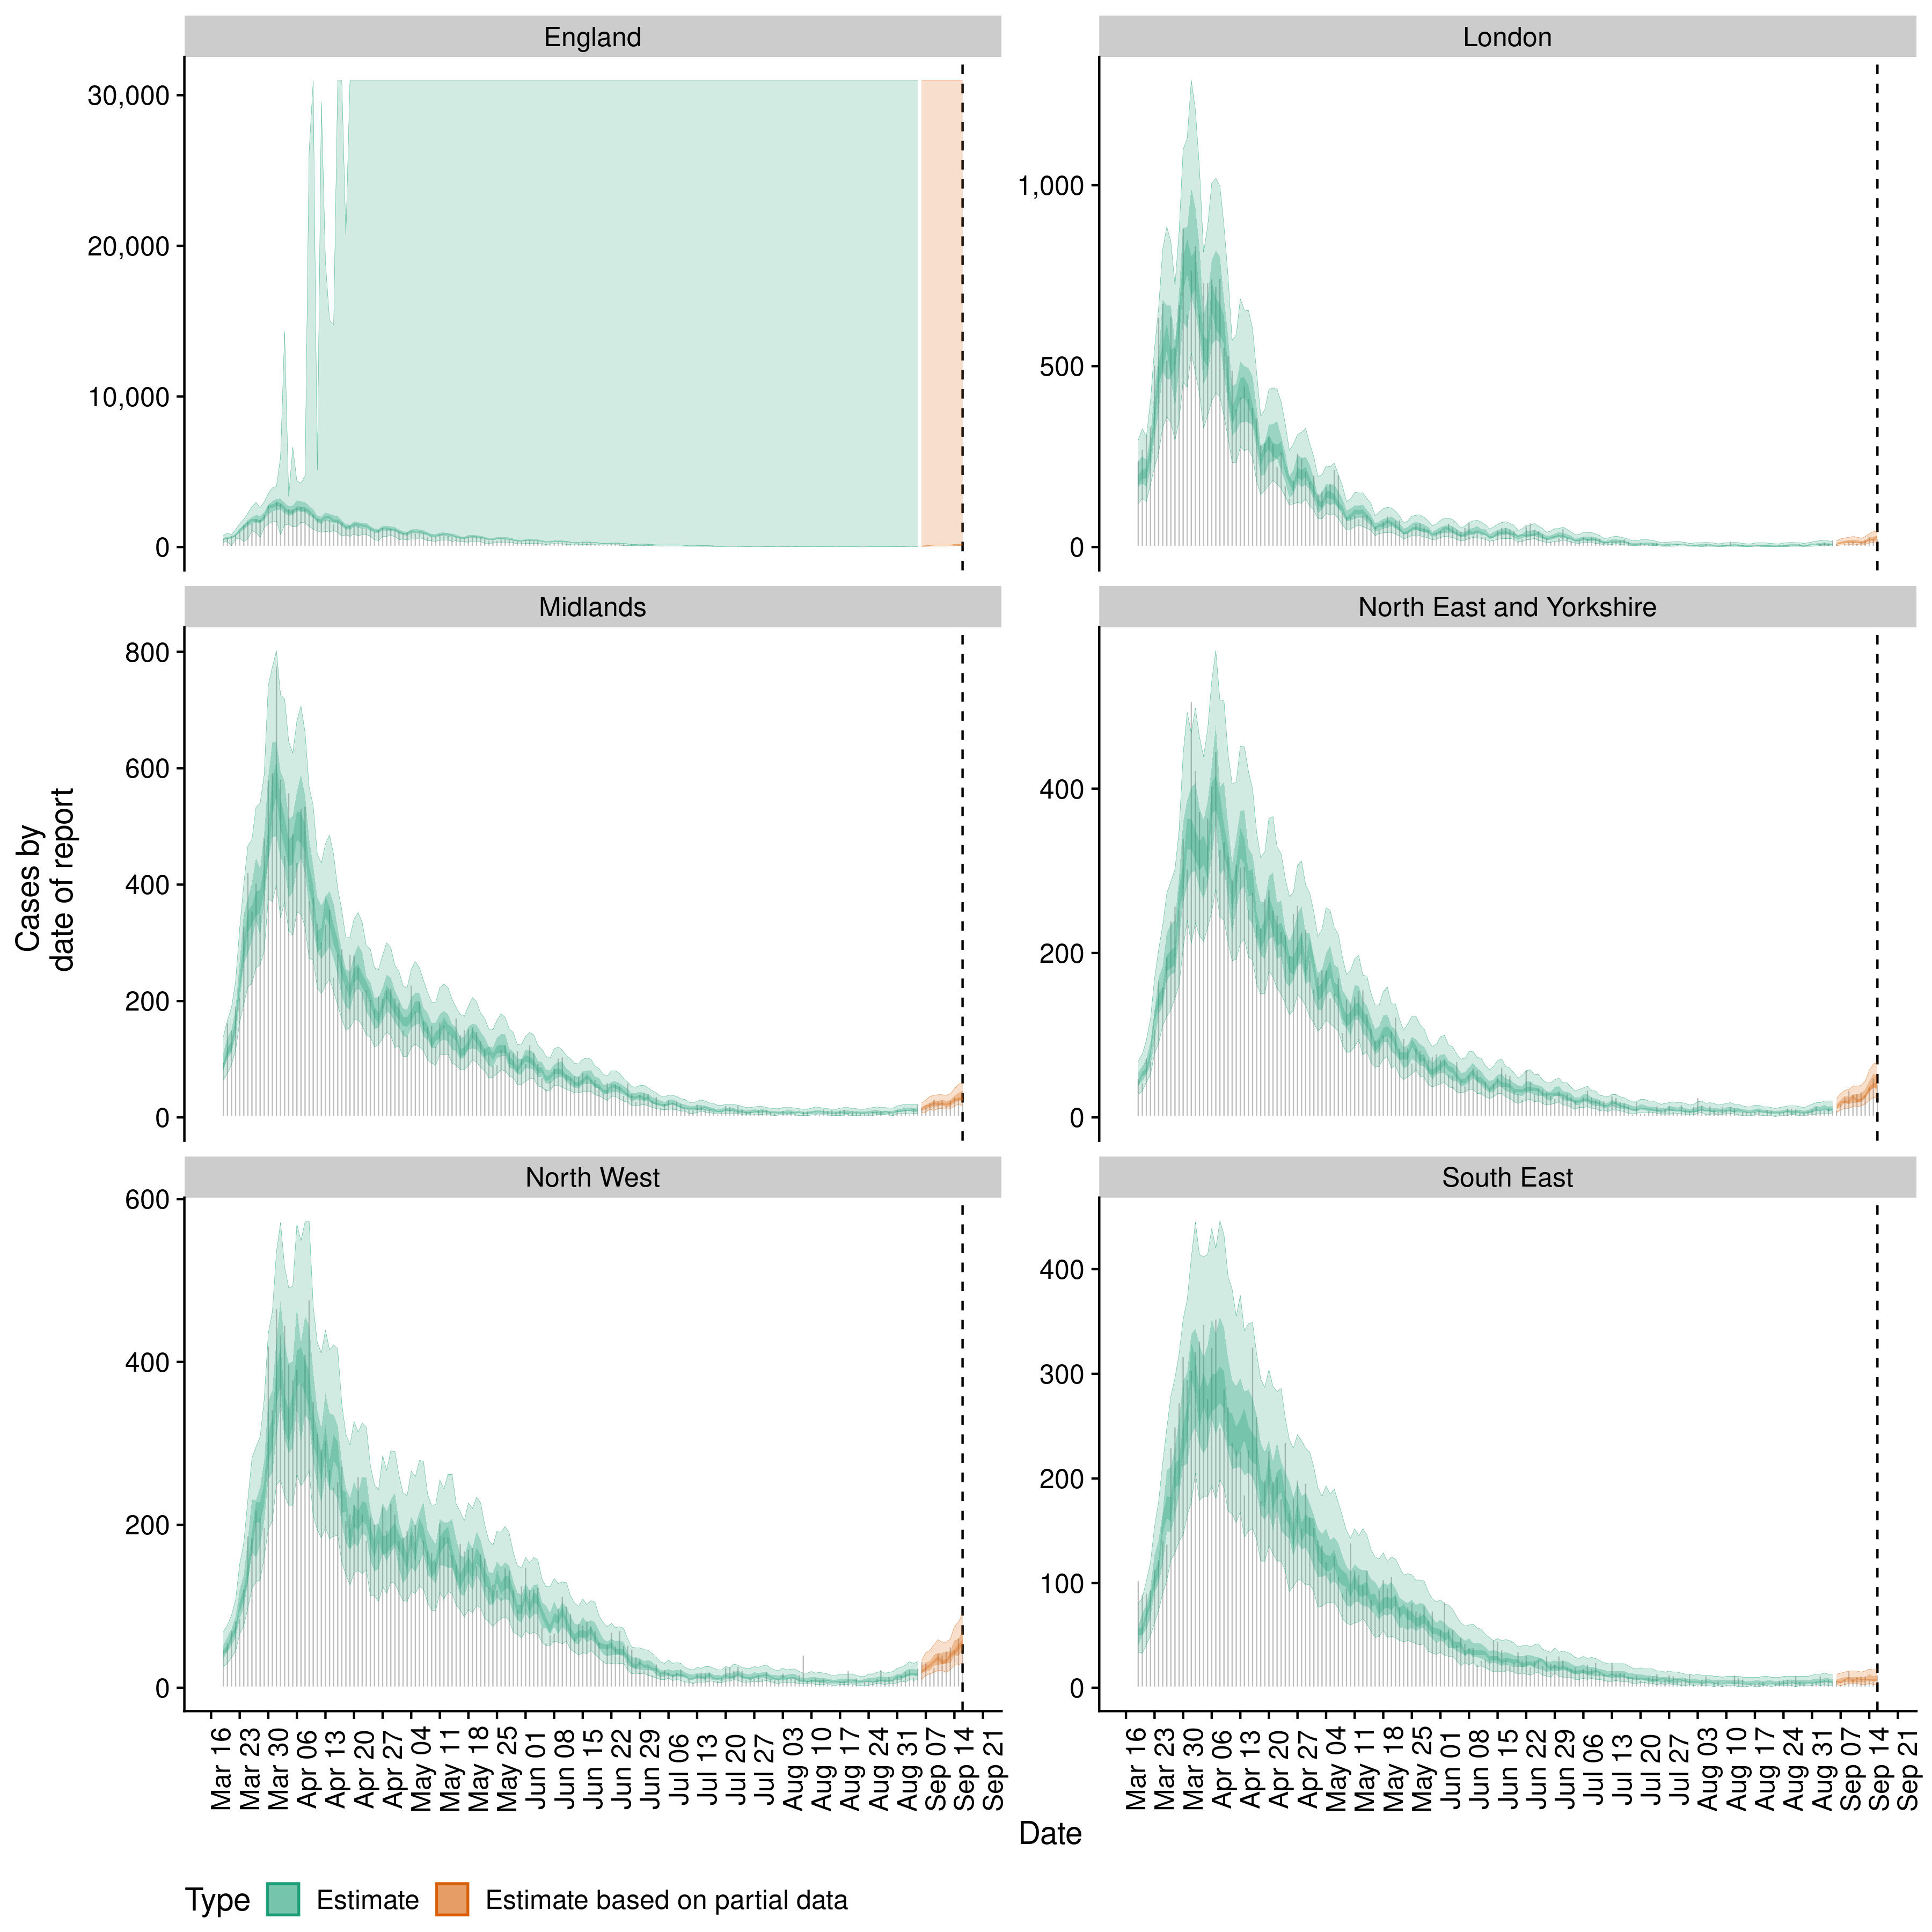 England
London
30,000
20,000
10,000
0
1,000
500
0
Midlands
North East and Yorkshire
800
600
400
200
0
400
200
0
Cases by
date of report
North West
South East
600
400
200
0
400
300
200
100
0
Mar 16
Mar 23
Mar 30
Apr 06
Apr 13
Apr 20
Apr 27
May 04
May 11
May 18
May 25
Jun 01
Jun 08
Jun 15
Jun 22
Jun 29
Jul 06
Jul 13
Jul 20
Jul 27
Aug 03
Aug 10
Aug 17
Aug 24
Aug 31
Sep 07
Sep 14
Sep 21
Mar 16
Mar 23
Mar 30
Apr 06
Apr 13
Apr 20
Apr 27
May 04
May 11
May 18
May 25
Jun 01
Jun 08
Jun 15
Jun 22
Jun 29
Jul 06
Jul 13
Jul 20
Jul 27
Aug 03
Aug 10
Aug 17
Aug 24
Aug 31
Sep 07
Sep 14
Sep 21
Date
Type Estimate Estimate based on partial data